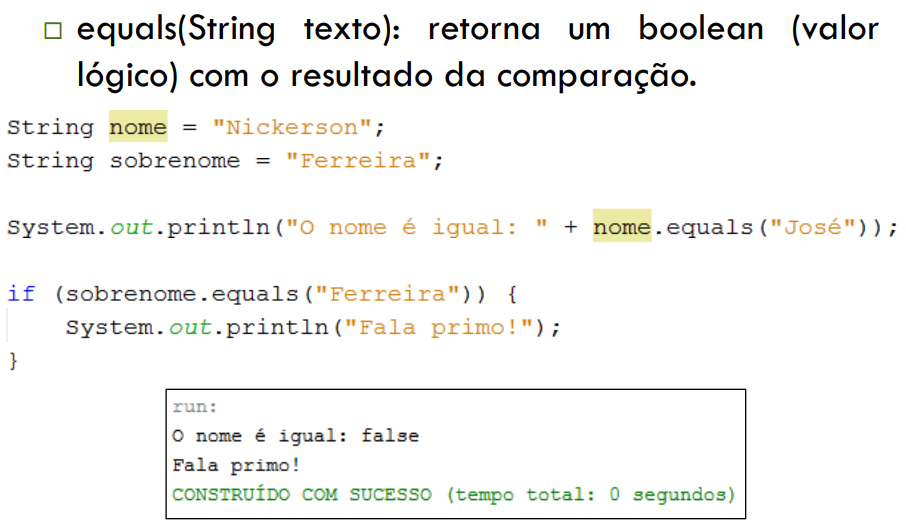 equals(String texto): retorna um boolean (valor
lógico) com o resultado da comparação.
String nome = "Nickerson";
String sobrenome = "Ferreira";
System.out.println("O nome é igual: " + nome.equals("José"));
if (sobrenome.equals("Ferreira")) {
    System.out.println("Fala primo!");
}
run:
O nome é igual: false
Fala primo!
CONSTRUÍDO COM SUCESSO (tempo total: 0 segundos)